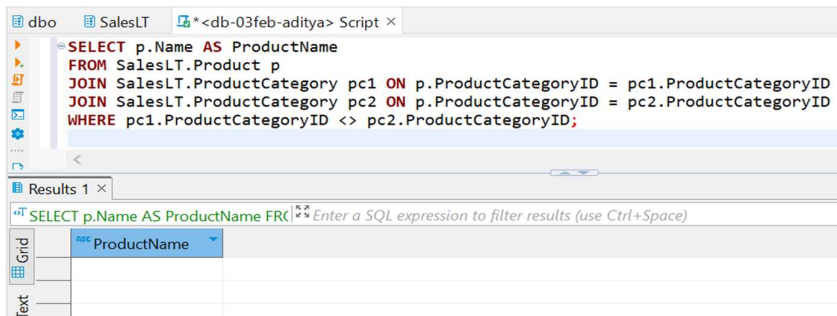 dbo SalesLT *<db-03feb-aditya> Script ×
SELECT p.Name AS ProductName
FROM SalesLT.Product p
JOIN SalesLT.ProductCategory pc1 ON p.ProductCategoryID = pc1.ProductCategoryID
JOIN SalesLT.ProductCategory pc2 ON p.ProductCategoryID = pc2.ProductCategoryID
WHERE pc1.ProductCategoryID <> pc2.ProductCategoryID;
Results 1 ×
SELECT p.Name AS ProductName FR Enter a SQL expression to filter results (use Ctrl+Space)
Grid
ABC ProductName
Text